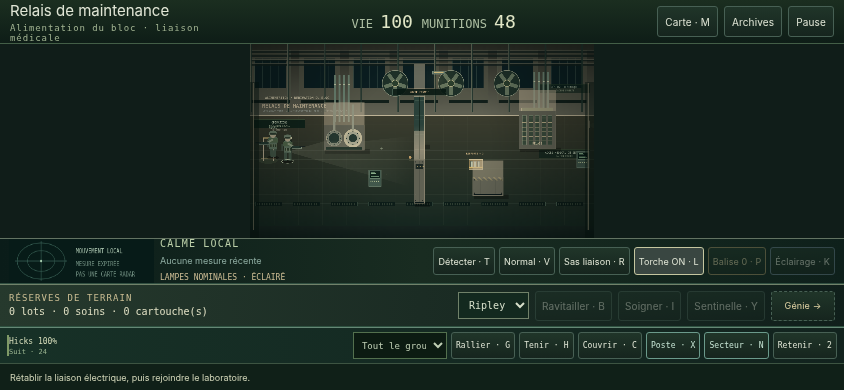 Relais de maintenance
Alimentation du bloc · liaison
médicale
VIE 100 MUNITIONS 48
Carte · M
Archives
Pause
RELAIS DE MAINTENANCE
MOUVEMENT LOCAL
MESURE EXPIRÉE
PAS UNE CARTE RADAR
CALME LOCAL
Aucune mesure récente
LAMPES NOMINALES · ÉCLAIRÉ
Détecter · T
Normal · V
Sas liaison · R
Torche ON · L
Balise 0 · P
Éclairage · K
RÉSERVES DE TERRAIN
0 lots · 0 soins · 0 cartouche(s)
Ripley
Ravitailler · B
Soigner · I
Sentinelle · Y
Génie →
Hicks 100%
Suit · 24
Tout le grou
Rallier · G
Tenir · H
Couvrir · C
Poste · X
Secteur · N
Retenir · 2
Rétablir la liaison électrique, puis rejoindre le laboratoire.